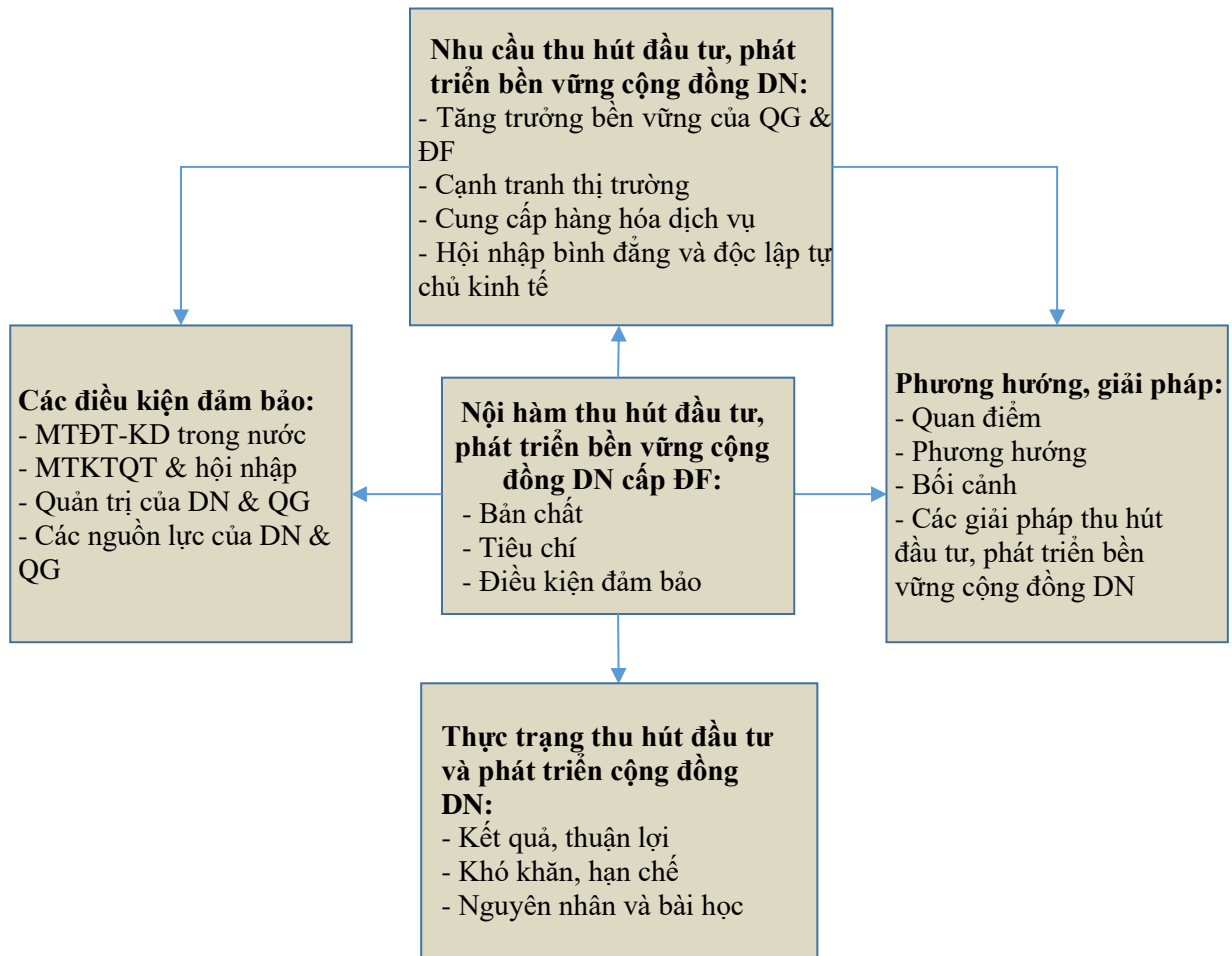 Nhu cầu thu hút đầu tư, phát
triển bền vững cộng đồng DN:
- Tăng trưởng bền vững của QG &
ĐF
- Cạnh tranh thị trường
- Cung cấp hàng hóa dịch vụ
- Hội nhập bình đẳng và độc lập tự
chủ kinh tế
Các điều kiện đảm bảo:
- MTĐT-KD trong nước
- MTKTQT & hội nhập
- Quản trị của DN & QG
- Các nguồn lực của DN &
QG
Nội hàm thu hút đầu tư,
phát triển bền vững cộng
đồng DN cấp ĐF:
- Bản chất
- Tiêu chí
- Điều kiện đảm bảo
Phương hướng, giải pháp:
- Quan điểm
- Phương hướng
- Bối cảnh
- Các giải pháp thu hút
đầu tư, phát triển bền
vững cộng đồng DN
Thực trạng thu hút đầu tư
và phát triển cộng đồng
DN:
- Kết quả, thuận lợi
- Khó khăn, hạn chế
- Nguyên nhân và bài học